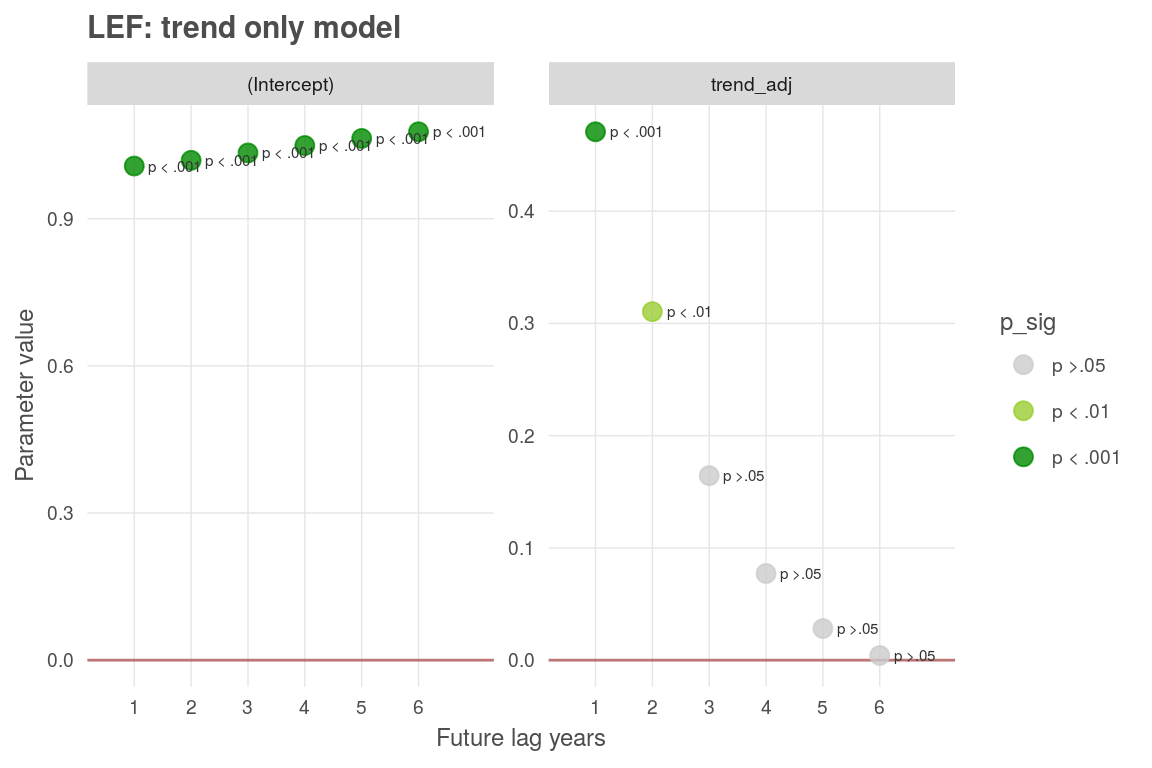 LEF: trend only model
(Intercept)
trend_adj
Parameter value
0.9
0.6
0.3
0.0
p < .001
p < .001
p < .001
p < .001
p < .001
p < .001
1 2 3 4 5 6
0.4
0.3
0.2
0.1
0.0
p < .001
p < .01
p >.05
p >.05
p >.05
p >.05
1 2 3 4 5 6
Future lag years
p_sig
p >.05
p < .01
p < .001